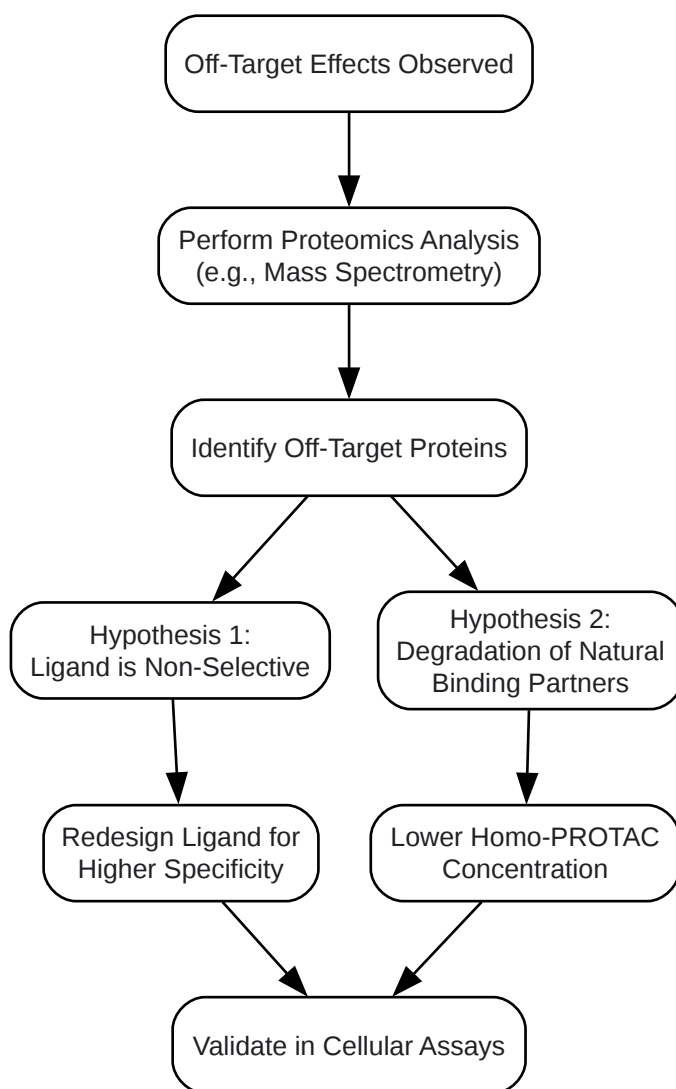 Off-Target Effects Observed
Perform Proteomics Analysis
(e.g., Mass Spectrometry)
Identify Off-Target Proteins
Hypothesis 1:
Ligand is Non-Selective
Hypothesis 2:
Degradation of Natural
Binding Partners
Redesign Ligand for
Higher Specificity
Lower Homo-PROTAC
Concentration
Validate in Cellular Assays